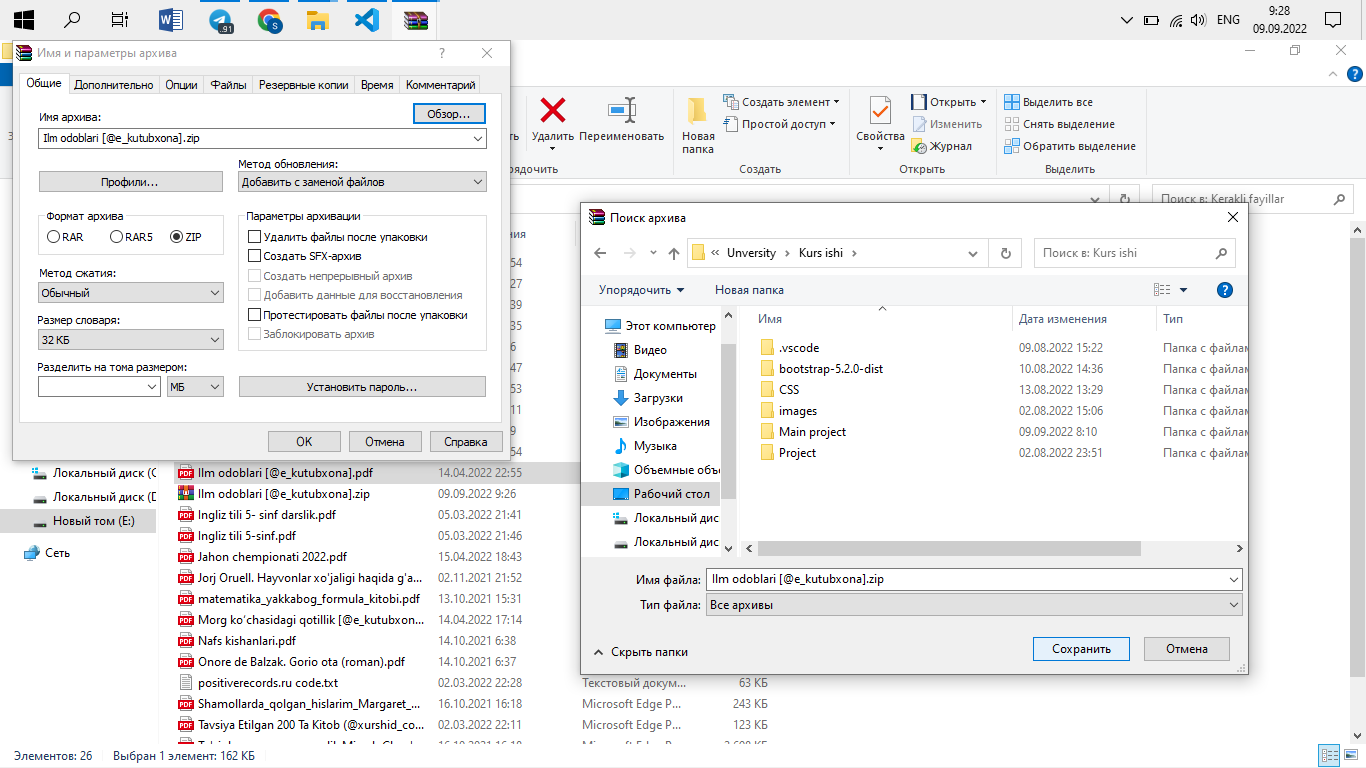 91
ENG
9:28
09.09.2022
Имя и параметры архива
?
Общие
Дополнительно
Опции
Файлы
Резервные копии
Время
Комментарий
Имя архива:
Обзор...
Ilm odoblari [@e_kutubxona].zip
Профили...
Метод обновления:
Добавить с заменой файлов
Формат архива
RAR
RAR5
ZIP
Метод сжатия:
Обычный
Размер словаря:
32 КБ
Разделить на тома размером:
МБ
Параметры архивации
Удалить файлы после упаковки
Создать SFX-архив
Создать непрерывный архив
Добавить данные для восстановления
Протестировать файлы после упаковки
Заблокировать архив
Установить пароль...
OK
Отмена
Справка
Удалить
Переименовать
Новая
папка
Создать элемент
Простой доступ
Создать
Свойства
Открыть
Изменить
Журнал
Открыть
Выделить все
Снять выделение
Обратить выделение
Выделить
Поиск в: Kerakli fayillar
Поиск архива
Unversity
Kurs ishi
Поиск в: Kurs ishi
Упорядочить
Новая папка
?
Этот компьютер
Видео
Документы
Загрузки
Изображения
Музыка
Объемные объ
Рабочий стол
Локальный дис
Локальный дис
Имя
Дата изменения
Тип
.vscode 09.08.2022 15:22 Папка с файлам
bootstrap-5.2.0-dist 10.08.2022 14:36 Папка с файлам
CSS 13.08.2022 13:29 Папка с файлам
images 02.08.2022 15:06 Папка с файлам
Main project 09.09.2022 8:10 Папка с файлам
Project 02.08.2022 23:51 Папка с файлам
Имя файла: Ilm odoblari [@e_kutubxona].zip
Тип файла: Все архивы
Скрыть папки
Сохранить
Отмена
Локальный диск (C
Локальный диск (D
Новый том (E:)
Сеть
Ilm odoblari [@e_kutubxona].pdf 14.04.2022 22:55
Ilm odoblari [@e_kutubxona].zip 09.09.2022 9:26
Ingliz tili 5- sinf darslik.pdf 05.03.2022 21:41
Ingliz tili 5-sinf.pdf 05.03.2022 21:46
Jahon chempionati 2022.pdf 15.04.2022 18:43
Jorj Oruell. Hayvonlar xo'jaligi haqida g'a... 02.11.2021 21:52
matematika_yakkabog_formula_kitobi.pdf 13.10.2021 15:31
Morg ko'chasidagi qotillik [@e_kutubxon... 14.04.2022 17:14
Nafs kishanlari.pdf 14.10.2021 6:38
Onore de Balzak. Gorio ota (roman).pdf 14.10.2021 6:37
positiverecords.ru code.txt 02.03.2022 22:28 Текстовый докум... 63 КБ
Shamollarda_qolgan_hislarim_Margaret_... 16.10.2021 16:18 Microsoft Edge P... 243 КБ
Tavsiya Etilgan 200 Ta Kitob (@xurshid_co... 02.03.2022 22:11 Microsoft Edge P... 123 КБ
Элементов: 26
Выбран 1 элемент: 162 КБ